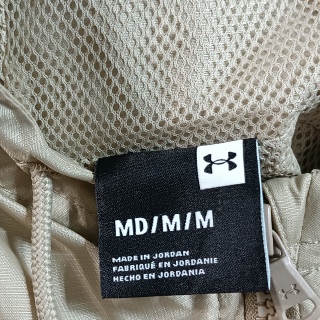 MD/M/M
MADE IN JORDAN
FABRIQUÉ EN JORDANIE
HECHO EN JORDANIA